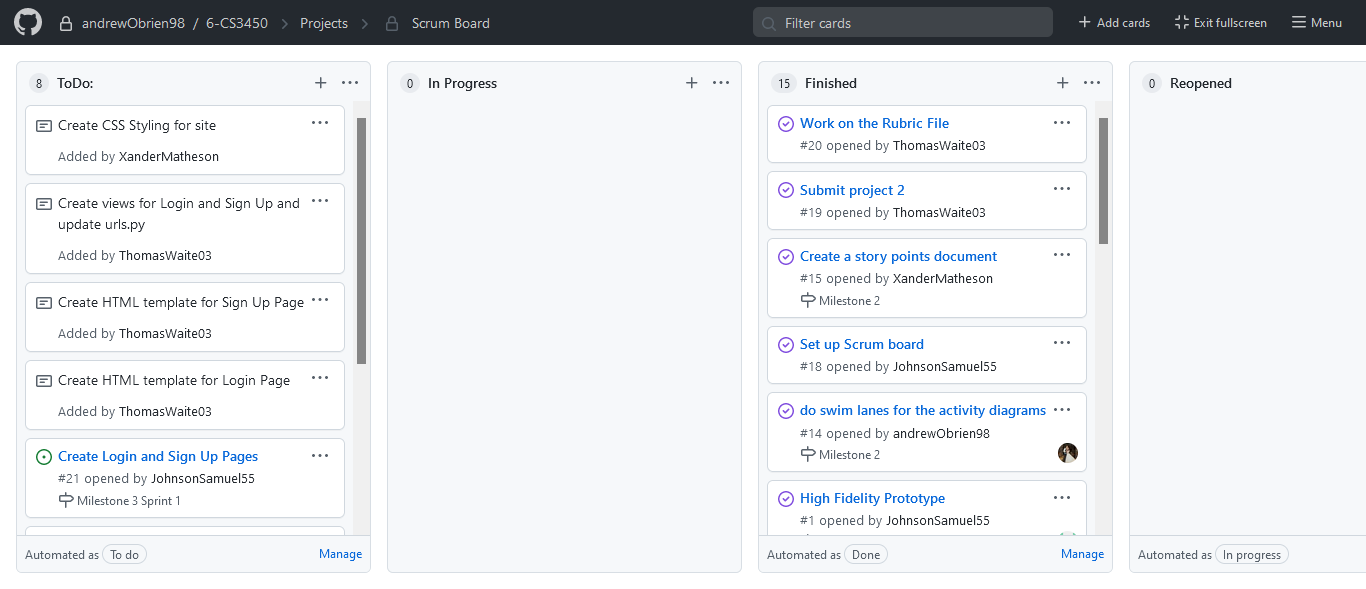 andrewObrien98 / 6-CS3450 Projects Scrum Board
Filter cards
Add cards
Exit fullscreen
Menu
8 ToDo:
Create CSS Styling for site
Added by XanderMatheson
Create views for Login and Sign Up and
update urls.py
Added by ThomasWaite03
Create HTML template for Sign Up Page
Added by ThomasWaite03
Create HTML template for Login Page
Added by ThomasWaite03
Create Login and Sign Up Pages
#21 opened by JohnsonSamuel55
Milestone 3 Sprint 1
Automated as To do
Manage
0 In Progress
15 Finished
Work on the Rubric File
#20 opened by ThomasWaite03
Submit project 2
#19 opened by ThomasWaite03
Create a story points document
#15 opened by XanderMatheson
Milestone 2
Set up Scrum board
#18 opened by JohnsonSamuel55
do swim lanes for the activity diagrams
#14 opened by andrewObrien98
Milestone 2
High Fidelity Prototype
#1 opened by JohnsonSamuel55
Automated as Done
Manage
0 Reopened
Automated as In progress